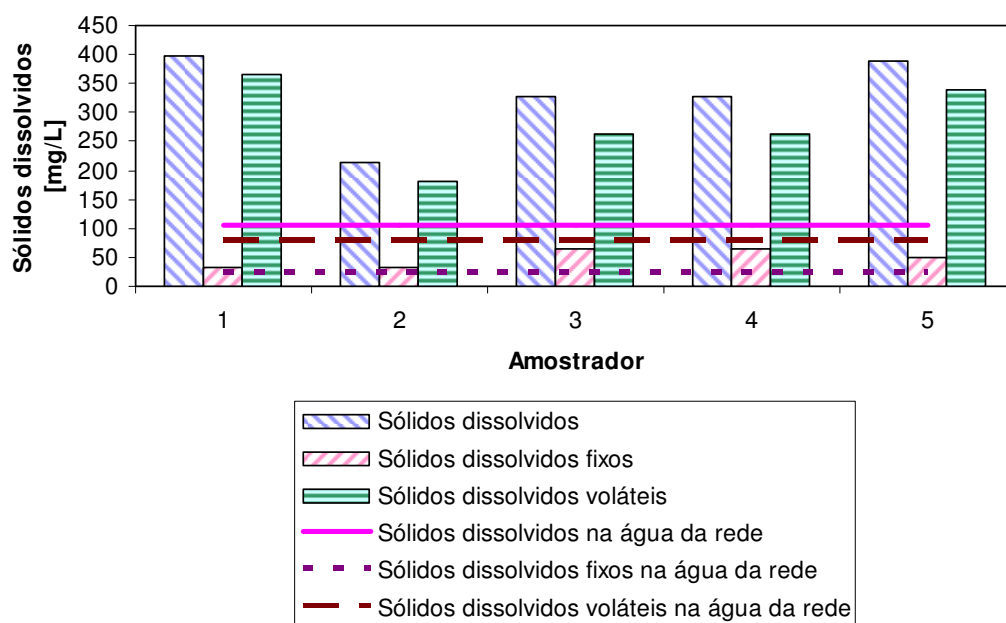 450
400
350
300
250
200
150
100
50
0
Sólidos dissolvidos
[mg/L]
1 2 3 4 5
Amostrador
Sólidos dissolvidos
Sólidos dissolvidos fixos
Sólidos dissolvidos voláteis
Sólidos dissolvidos na água da rede
Sólidos dissolvidos fixos na água da rede
Sólidos dissolvidos voláteis na água da rede